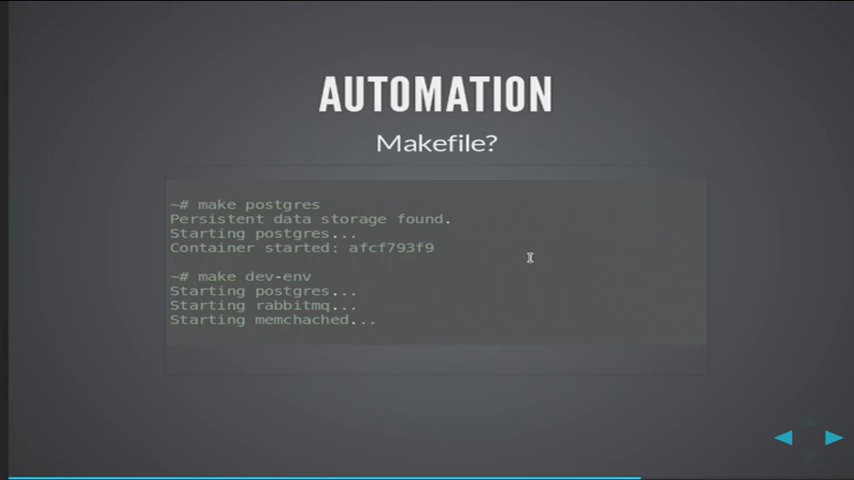 AUTOMATION
Makefile?
~# make postgres
Persistent data storage found.
Starting postgres...
Container started: afcf793f9
~# make dev-env
Starting postgres...
Starting rabbitmq...
Starting memchached...